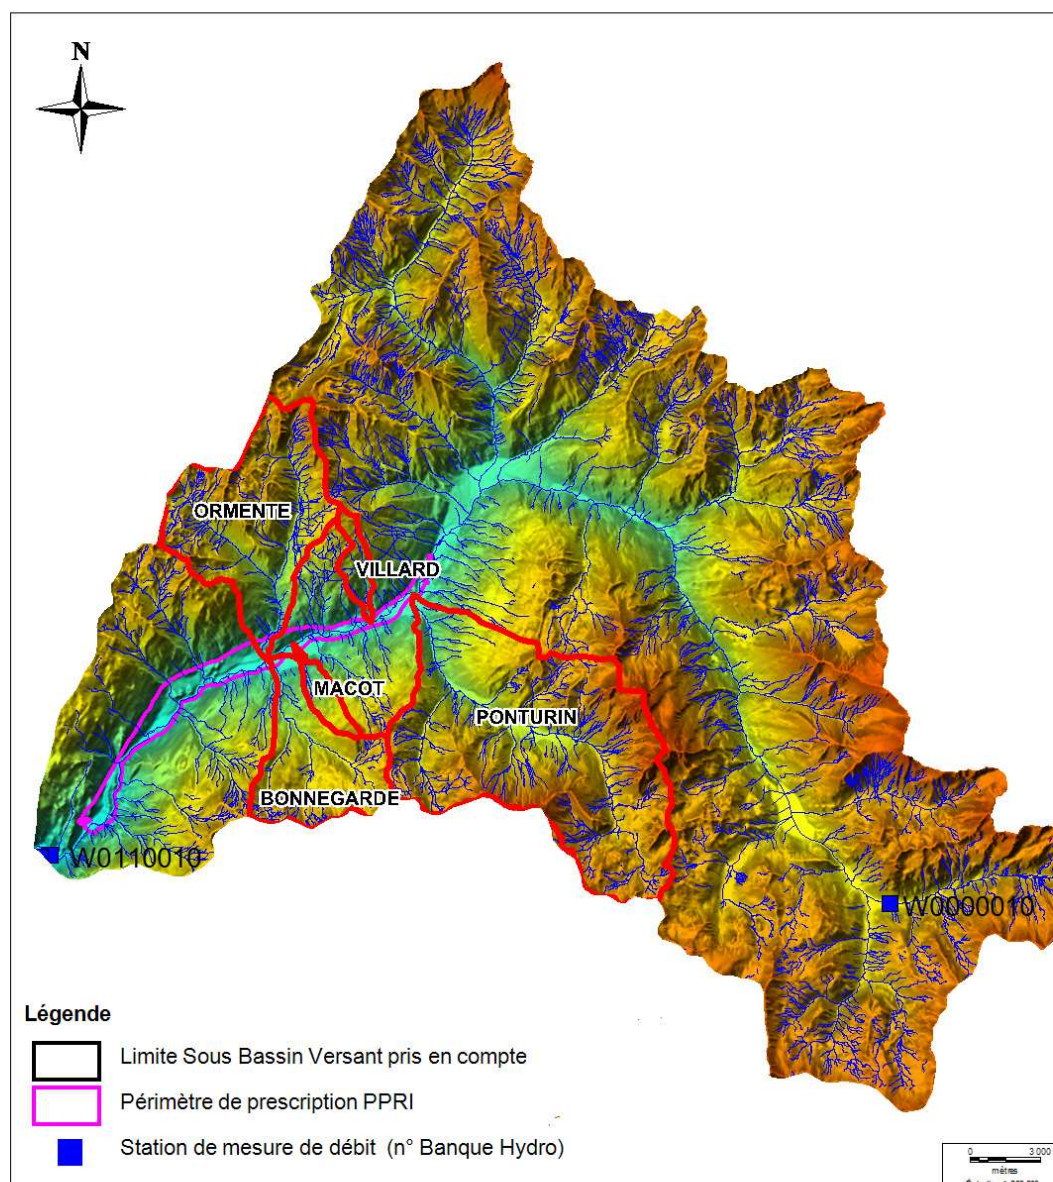 N
ORMENTE
VILLARD
MACOT
PONTURIN
BONNEGARDE
W0110010
W0000010
Légende
Limite Sous Bassin Versant pris en compte
Périmètre de prescription PPRI
Station de mesure de débit (n° Banque Hydro)
0 3 000
mètres